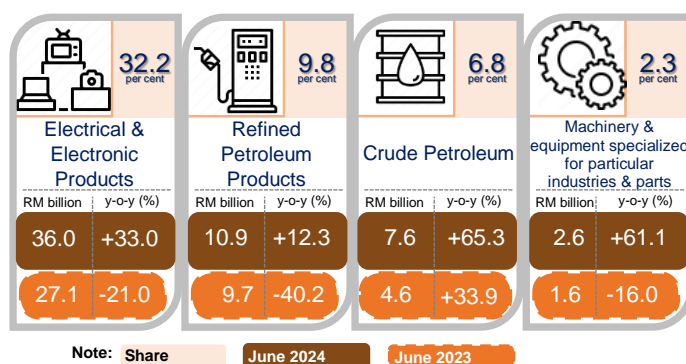 32.2
per cent
Electrical &
Electronic
Products
RM billion y-o-y (%)
36.0 +33.0
27.1 -21.0
9.8
per cent
Refined
Petroleum
Products
RM billion y-o-y (%)
10.9 +12.3
9.7 -40.2
6.8
per cent
Crude Petroleum
RM billion y-o-y (%)
7.6 +65.3
4.6 +33.9
2.3
per cent
Machinery &
equipment specialized
for particular
industries & parts
RM billion y-o-y (%)
2.6 +61.1
1.6 -16.0
Note: Share June 2024 June 2023